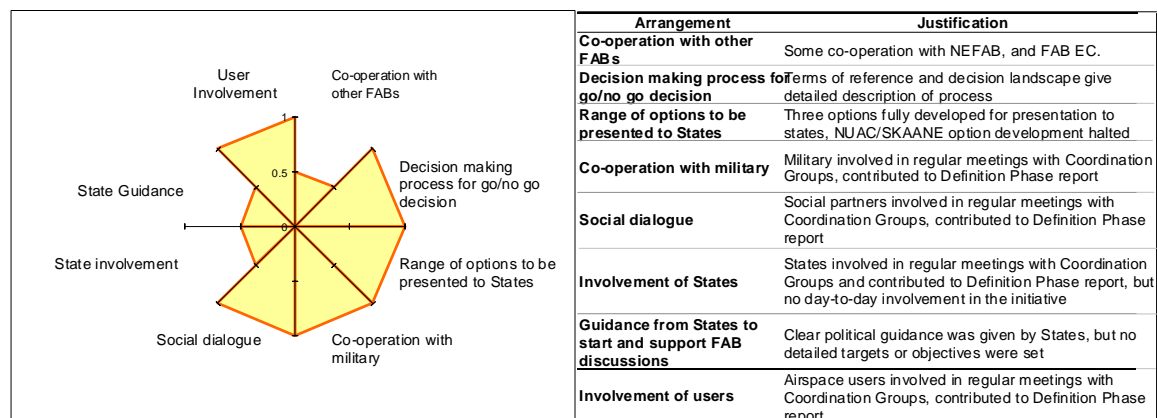 User
Involvement
Co-operation with
other FABs
1
Decision making
process for go/no go
decision
0.5
State Guidance
0
State involvement
Range of options to be
presented to States
Social dialogue
Co-operation with
military
Arrangement Justification
Co-operation with other
FABs
Some co-operation with NEFAB, and FAB EC.
Decision making process for
go/no go decision
Terms of reference and decision landscape give
detailed description of process
Range of options to be
presented to States
Three options fully developed for presentation to
states, NUAC/SKAANE option development halted
Co-operation with military
Military involved in regular meetings with Coordination
Groups, contributed to Definition Phase report
Social dialogue
Social partners involved in regular meetings with
Coordination Groups, contributed to Definition Phase
report
Involvement of States
States involved in regular meetings with Coordination
Groups and contributed to Definition Phase report, but
no day-to-day involvement in the initiative
Guidance from States to
start and support FAB
discussions
Clear political guidance was given by States, but no
detailed targets or objectives were set
Involvement of users
Airspace users involved in regular meetings with
Coordination Groups, contributed to Definition Phase
report